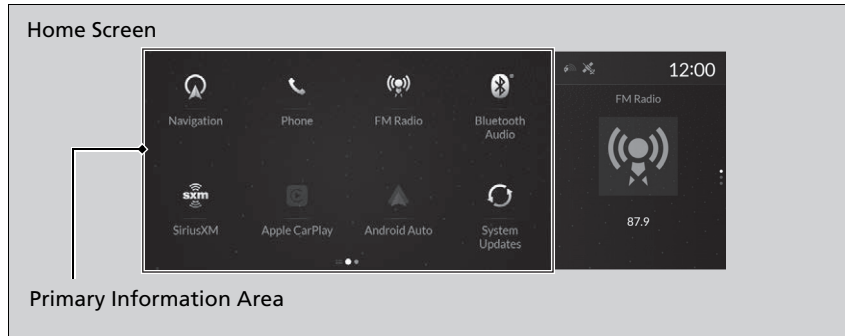 Home Screen
12:00
FM Radio
Navigation
Phone
FM Radio
Bluetooth
Audio
sxm
SiriusXM
Apple CarPlay
Android Auto
System
Updates
87.9
Primary Information Area